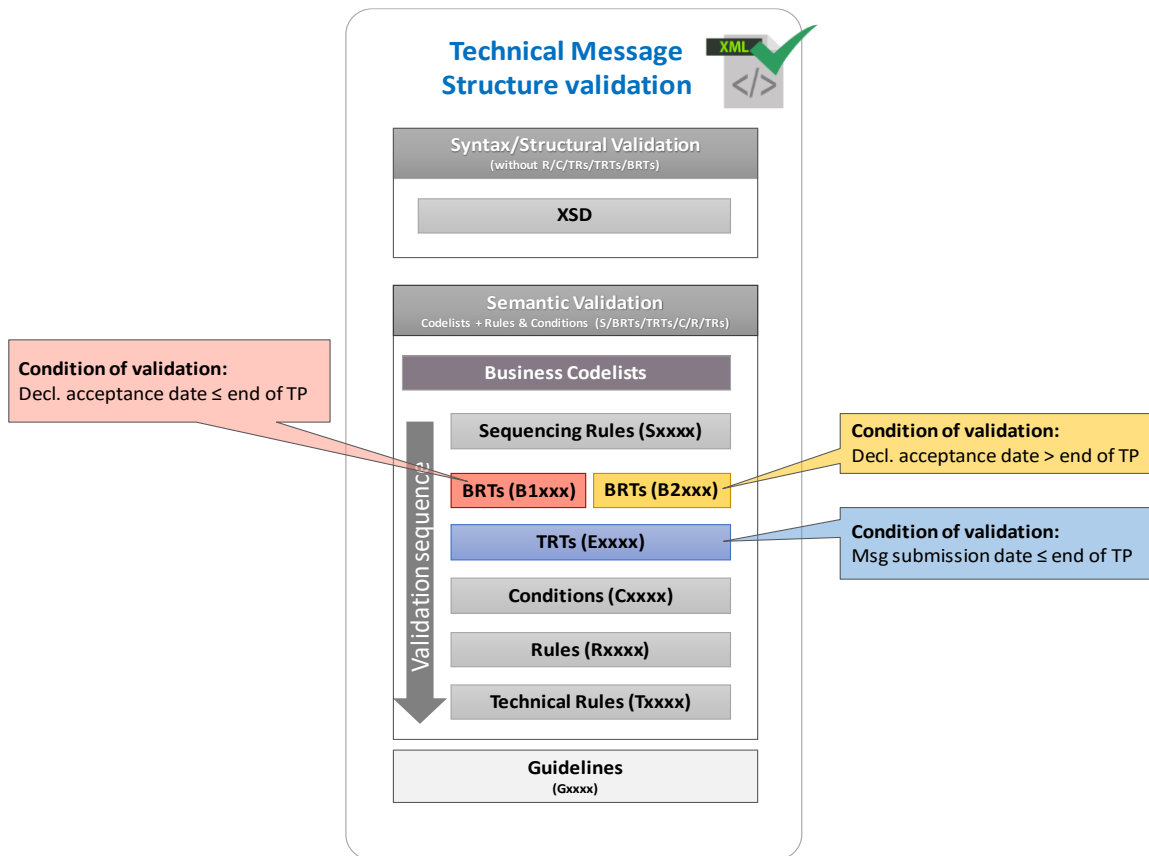 Technical Message
Structure validation
XML
</>
Syntax/Structural Validation
(without R/C/TRs/TRTs/BRTs)
XSD
Semantic Validation
Codelists + Rules & Conditions (S/BRTs/TRTs/C/R/TRs)
Business Codelists
Condition of validation:
Decl. acceptance date ≤ end of TP
Validation sequence
Sequencing Rules (Sxxxx)
BRTs (B1xxx)
BRTs (B2xxx)
Condition of validation:
Decl. acceptance date > end of TP
TRTs (Exxxx)
Condition of validation:
Msg submission date ≤ end of TP
Conditions (Cxxxx)
Rules (Rxxxx)
Technical Rules (Txxxx)
Guidelines
(Gxxxx)